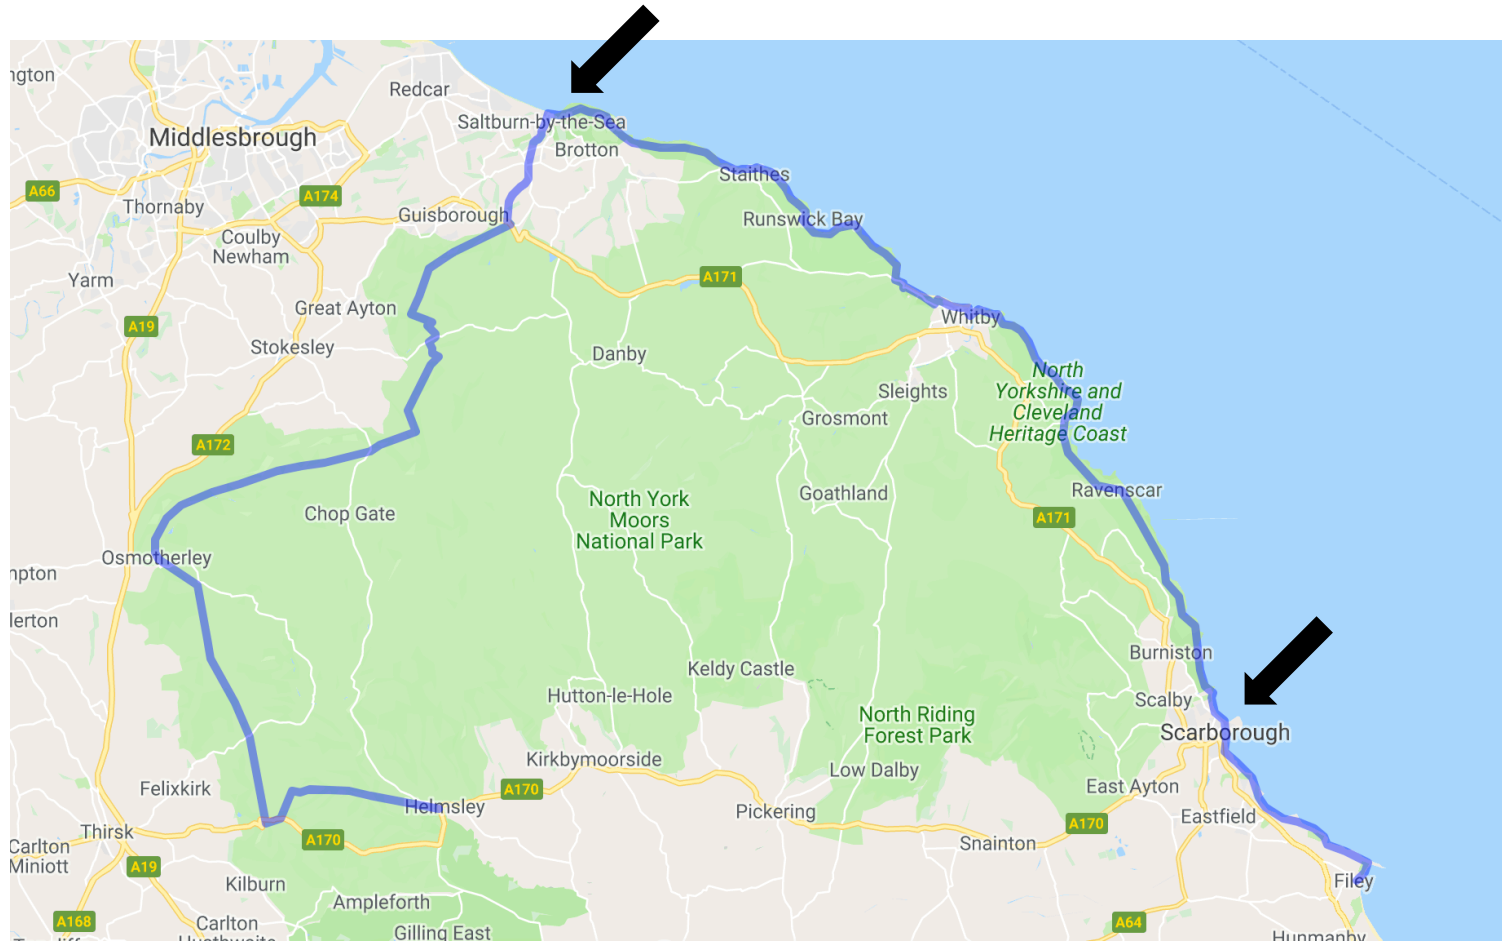 Redcar
Middlesbrough
Saltburn-by-the-Sea
Brotton
Staithes
A66
A174
Thornaby
Guisborough
Runswick Bay
Coulby
Newham
Yarm
A171
Great Ayton
A19
Whitby
Stokesley
Danby
North
Yorkshire and
Cleveland
Heritage Coast
Sleights
Grosmont
A172
Goathland
Ravenscar
North York
Moors
National Park
Chop Gate
A171
Osmotherley
Burniston
Keldy Castle
Hutton-le-Hole
Scalby
North Riding
Forest Park
Scarborough
Kirkbymoorside
Low Dalby
Felixkirk
A170
East Ayton
Helmsley
Pickering
Eastfield
Thirsk
A170
A170
Snainton
Carlton
Miniott
A19
Kilburn
Filey
Ampleforth
A168
Carlton
Husthwaite
Gilling East
A64
Hunmanby